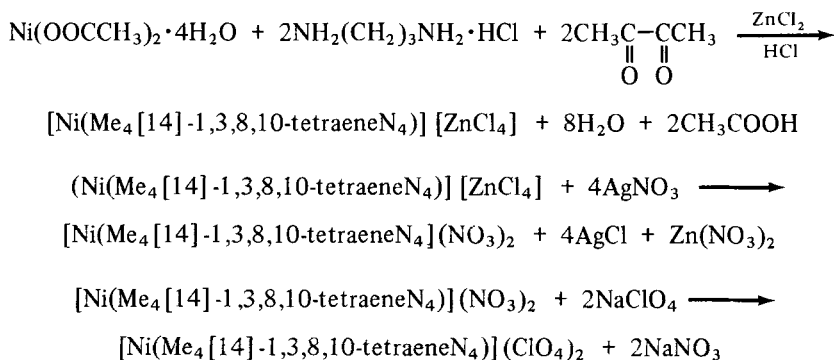 Ni(OOCCH₃)₂·4H₂O + 2NH₂(CH₂)₃NH₂·HCl + 2CH₃C—CCH₃ ZnCl₂
HCl
O O
[Ni(Me₄[14]-1,3,8,10-tetraeneN₄)] [ZnCl₄] + 8H₂O + 2CH₃COOH
(Ni(Me₄[14]-1,3,8,10-tetraeneN₄)] [ZnCl₄] + 4AgNO₃ ⟶
[Ni(Me₄[14]-1,3,8,10-tetraeneN₄](NO₃)₂ + 4AgCl + Zn(NO₃)₂
[Ni(Me₄[14]-1,3,8,10-tetraeneN₄)](NO₃)₂ + 2NaClO₄ ⟶
[Ni(Me₄[14]-1,3,8,10-tetraeneN₄)](ClO₄)₂ + 2NaNO₃